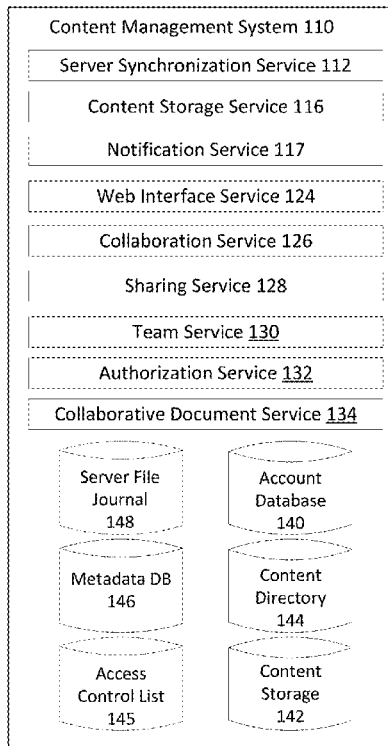 Content Management System 110
Server Synchronization Service 112
Content Storage Service 116
Notification Service 117
Web Interface Service 124
Collaboration Service 126
Sharing Service 128
Team Service 130
Authorization Service 132
Collaborative Document Service 134
Server File
Journal
148
Account
Database
140
Metadata DB
146
Content
Directory
144
Access
Control List
145
Content
Storage
142